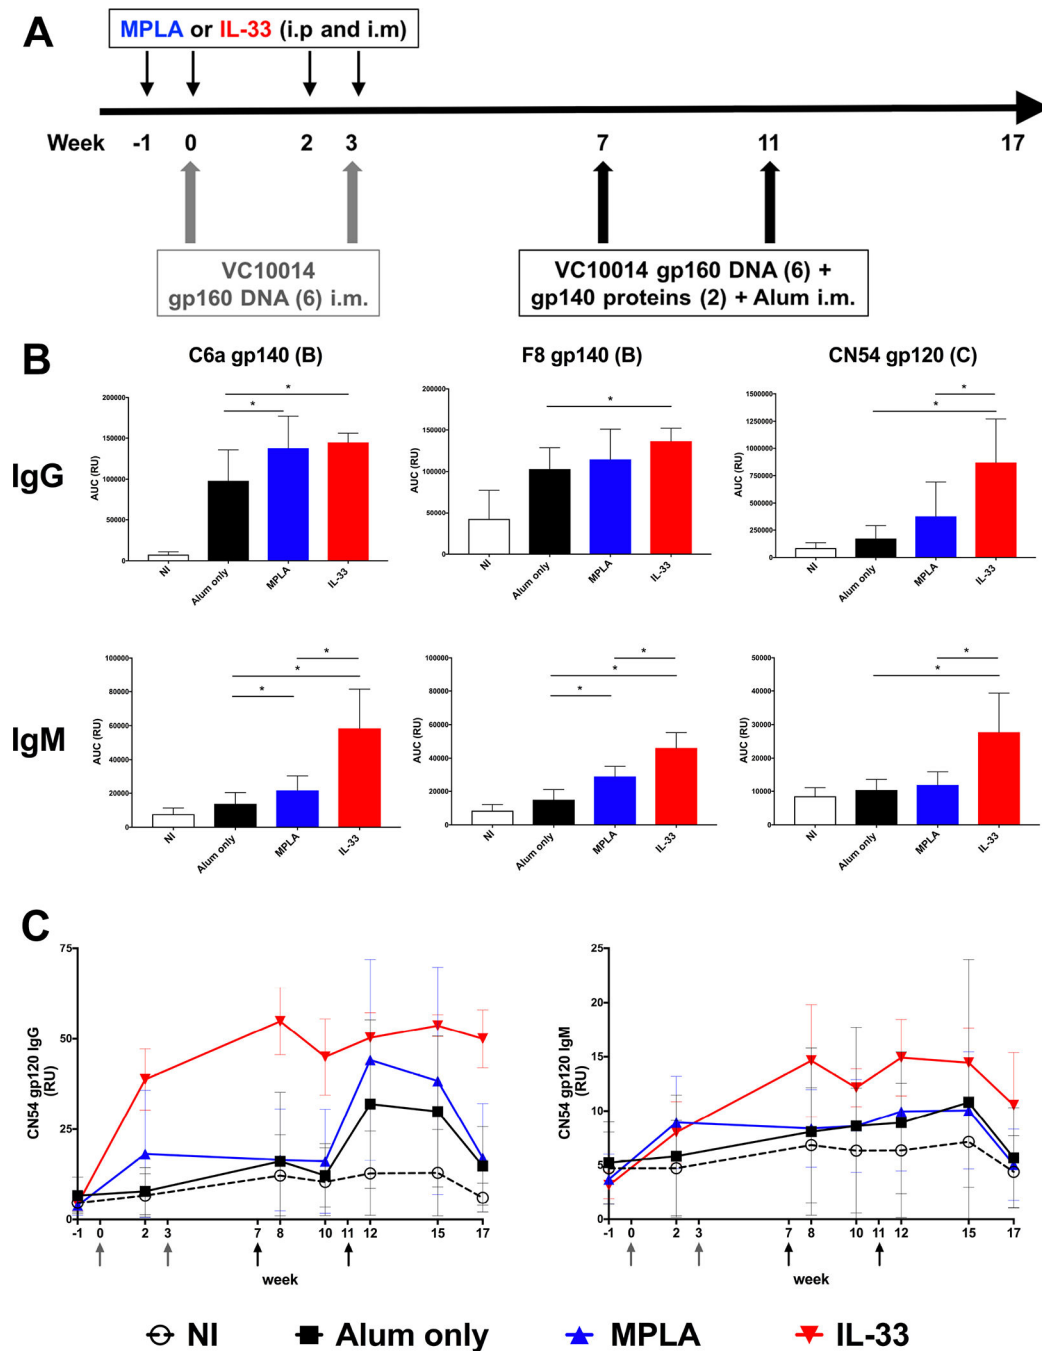 A
MPLA or IL-33 (i.p and i.m)
Week -1 0 2 3 7 11 17
VC10014
gp160 DNA (6) i.m.
VC10014 gp160 DNA (6) +
gp140 proteins (2) + Alum i.m.
B
C6a gp140 (B)
F8 gp140 (B)
CN54 gp120 (C)
IgG
AUC (RU)
200000
150000
100000
50000
0
*
*
NI Alum only MPLA IL-33
AUC (RU)
200000
150000
100000
50000
0
*
NI Alum only MPLA IL-33
AUC (RU)
1500000
1250000
1000000
750000
500000
250000
0
*
*
NI Alum only MPLA IL-33
IgM
AUC (RU)
100000
80000
60000
40000
20000
0
*
*
*
NI Alum only MPLA IL-33
AUC (RU)
100000
80000
60000
40000
20000
0
*
*
*
NI Alum only MPLA IL-33
AUC (RU)
50000
40000
30000
20000
10000
0
*
*
NI Alum only MPLA IL-33
C
CN54 gp120 IgG
(RU)
75
50
25
0
-1 0 2 3 7 8 10 11 12 15 17
week
CN54 gp120 IgM
(RU)
25
20
15
10
5
0
-1 0 2 3 7 8 10 11 12 15 17
week
NI Alum only MPLA IL-33